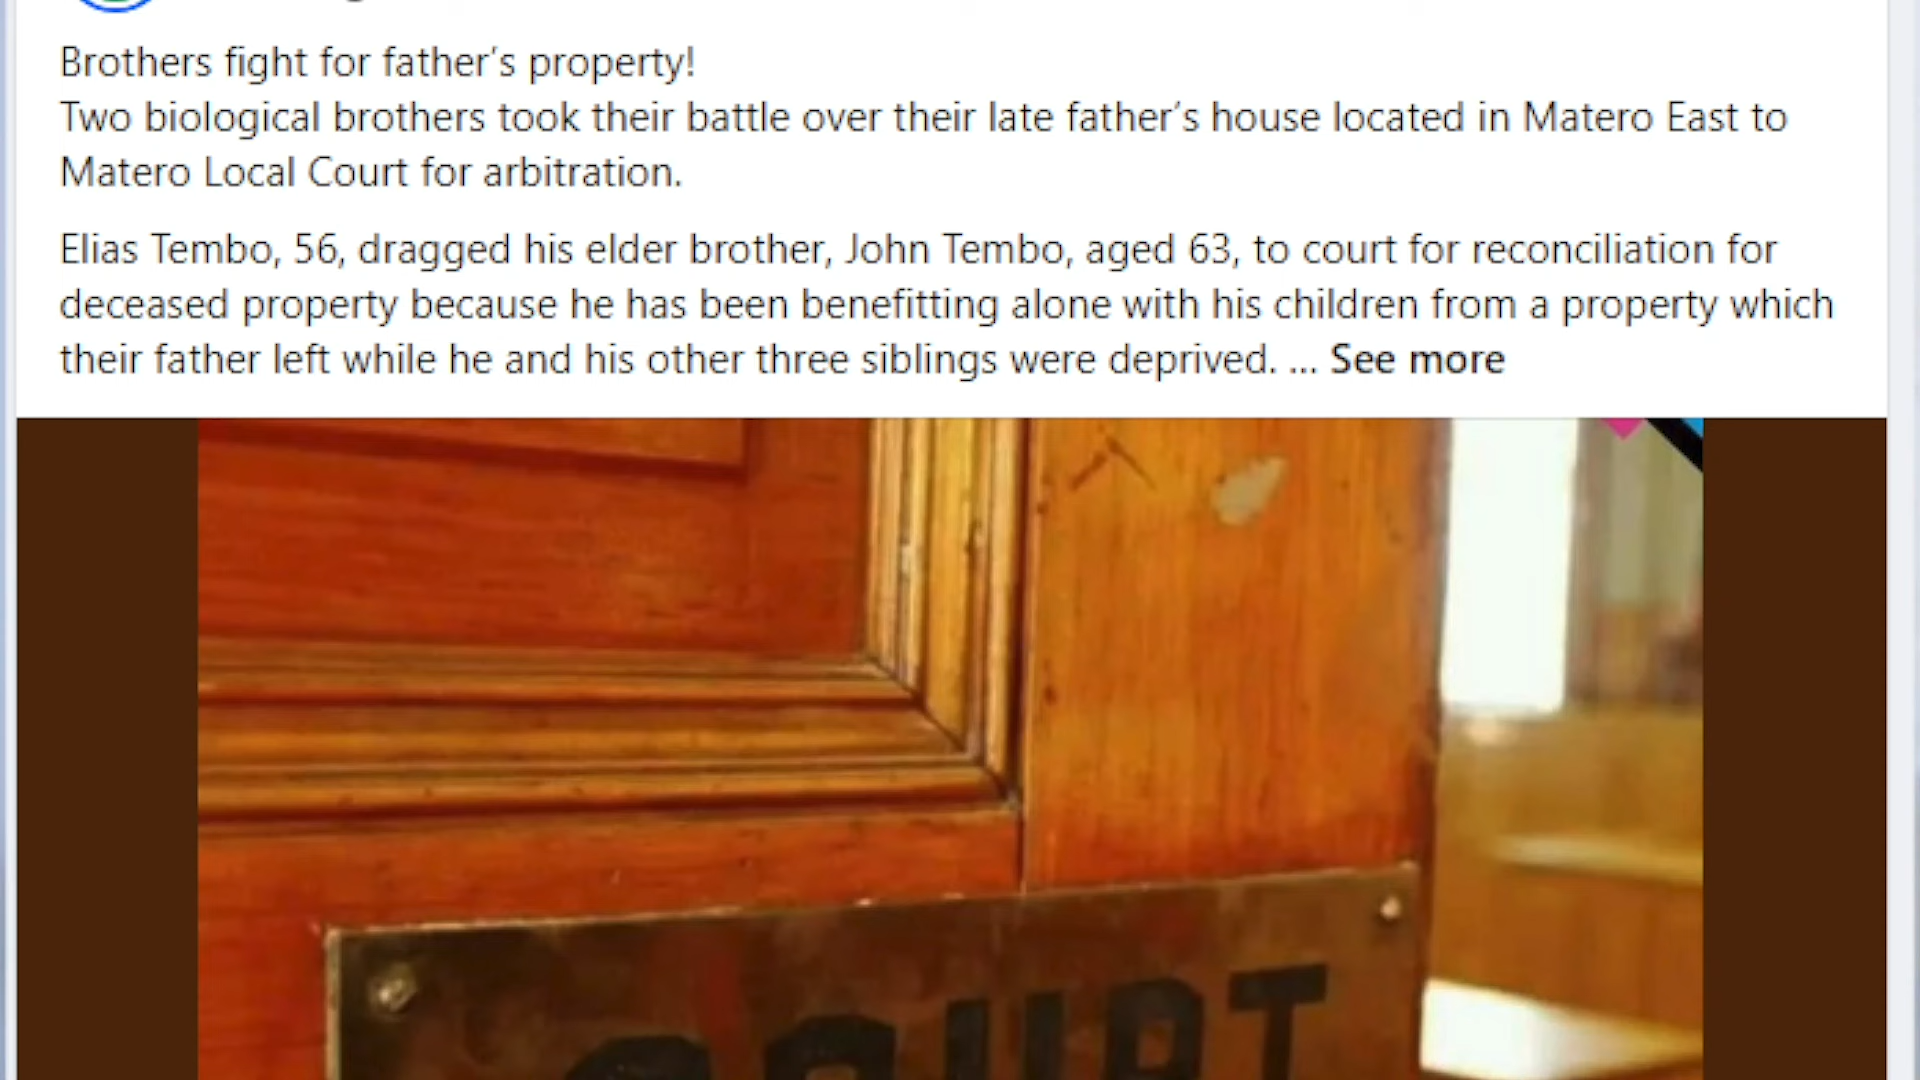 Brothers fight for father's property!
Two biological brothers took their battle over their late father's house located in Matero East to
Matero Local Court for arbitration.
Elias Tembo, 56, dragged his elder brother, John Tembo, aged 63, to court for reconciliation for
deceased property because he has been benefitting alone with his children from a property which
their father left while he and his other three siblings were deprived. ... See more
COURT